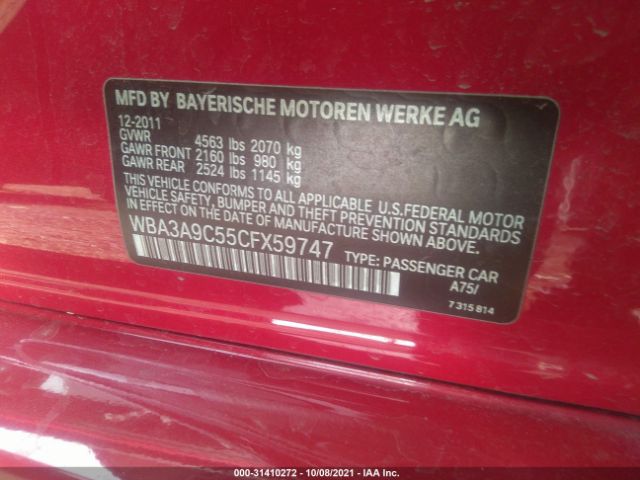 MFD BY BAYERISCHE MOTOREN WERKE AG
12-2011
GVWR 4563 lbs 2070 kg
GAWR FRONT 2160 lbs 980 kg
GAWR REAR 2524 lbs 1145 kg
THIS VEHICLE CONFORMS TO ALL APPLICABLE U.S.FEDERAL MOTOR
VEHICLE SAFETY, BUMPER, AND THEFT PREVENTION STANDARDS
IN EFFECT ON THE DATE OF MANUFACTURE SHOWN ABOVE.
WBA3A9C55CFX59747 TYPE: PASSENGER CAR
A75/
7 315 814
000-31410272 - 10/08/2021 - IAA Inc.